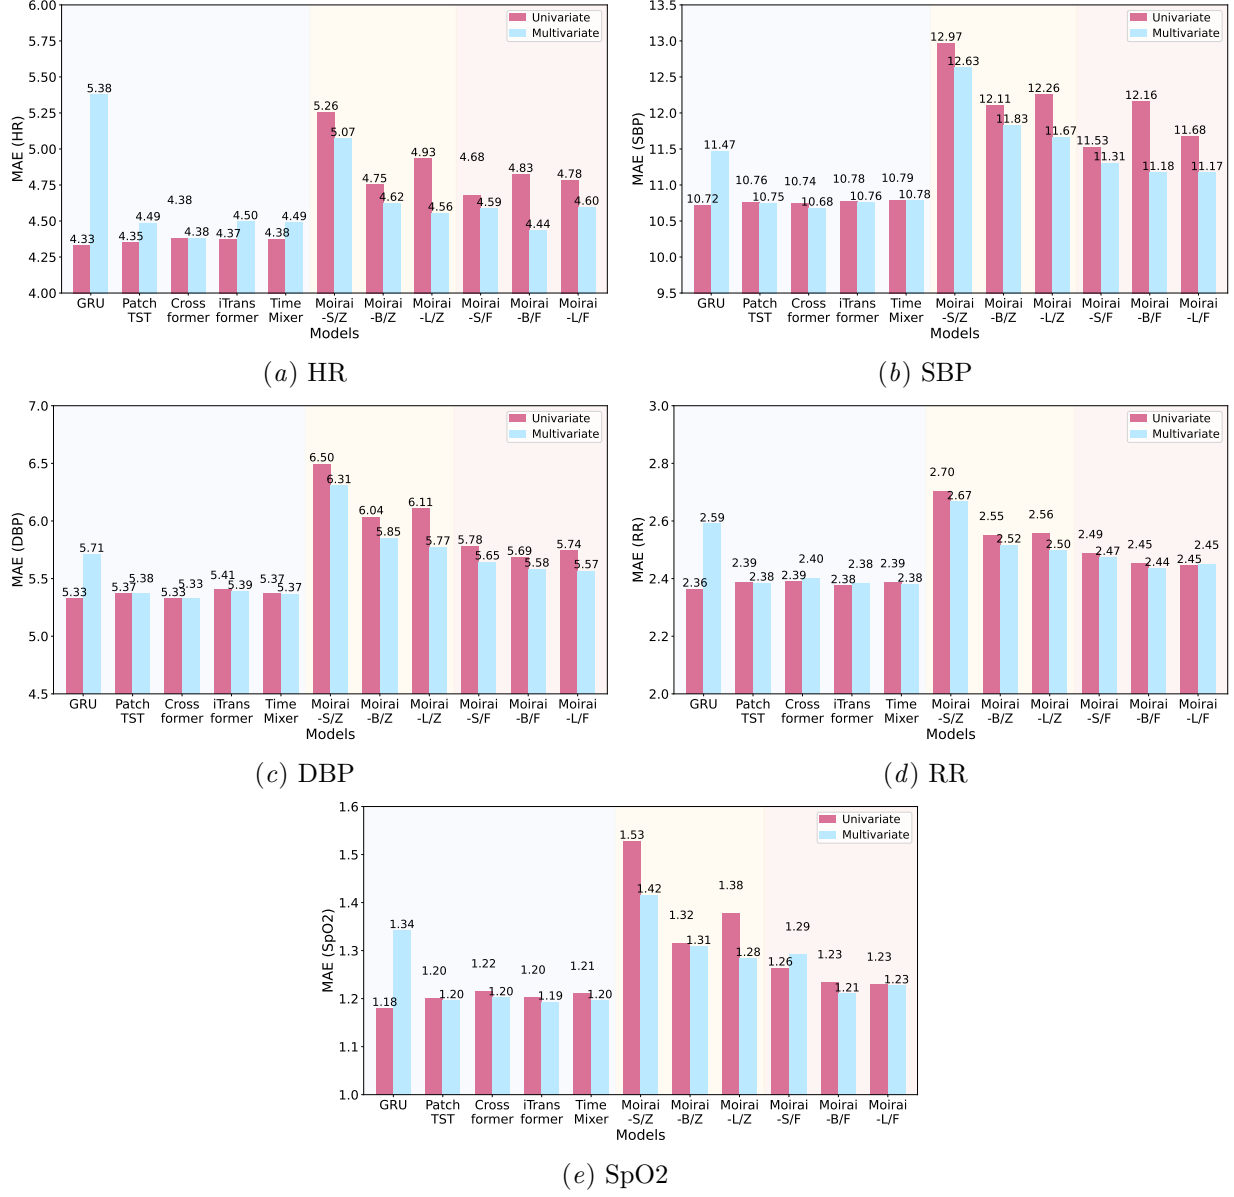 6.00
5.75
5.50
5.25
5.00
4.75
4.50
4.25
4.00
MAE (HR)
Univariate
Multivariate
4.33 5.38 4.35 4.49 4.38 4.38 4.37 4.50 4.38 4.49 5.26 5.07 4.75 4.62 4.93 4.56 4.68 4.59 4.83 4.44 4.78 4.60
GRU Patch Cross iTrans Time Moirai Moirai Moirai Moirai Moirai Moirai
TST former former Mixer -S/Z -B/Z -L/Z -S/F -B/F -L/F
Models
(a) HR
13.5
13.0
12.5
12.0
11.5
11.0
10.5
10.0
9.5
MAE (SBP)
Univariate
Multivariate
10.72 11.47 10.76 10.75 10.74 10.68 10.78 10.76 10.79 10.78 12.97 12.63 12.11 11.83 12.26 11.67 11.53 11.31 12.16 11.18 11.68 11.17
GRU Patch Cross iTrans Time Moirai Moirai Moirai Moirai Moirai Moirai
TST former former Mixer -S/Z -B/Z -L/Z -S/F -B/F -L/F
Models
(b) SBP
7.0
6.5
6.0
5.5
5.0
4.5
MAE (DBP)
Univariate
Multivariate
5.33 5.71 5.37 5.38 5.33 5.33 5.41 5.39 5.37 5.37 6.50 6.31 6.04 5.85 6.11 5.77 5.78 5.65 5.69 5.58 5.74 5.57
GRU Patch Cross iTrans Time Moirai Moirai Moirai Moirai Moirai Moirai
TST former former Mixer -S/Z -B/Z -L/Z -S/F -B/F -L/F
Models
(c) DBP
3.0
2.8
2.6
2.4
2.2
2.0
MAE (RR)
Univariate
Multivariate
2.36 2.59 2.39 2.38 2.39 2.40 2.38 2.38 2.39 2.38 2.70 2.67 2.55 2.52 2.56 2.50 2.49 2.47 2.45 2.44 2.45 2.45
GRU Patch Cross iTrans Time Moirai Moirai Moirai Moirai Moirai Moirai
TST former former Mixer -S/Z -B/Z -L/Z -S/F -B/F -L/F
Models
(d) RR
1.6
1.5
1.4
1.3
1.2
1.1
1.0
MAE (SpO2)
Univariate
Multivariate
1.18 1.34 1.20 1.20 1.22 1.20 1.20 1.19 1.21 1.20 1.53 1.42 1.32 1.31 1.38 1.28 1.26 1.29 1.23 1.21 1.23 1.23
GRU Patch Cross iTrans Time Moirai Moirai Moirai Moirai Moirai Moirai
TST former former Mixer -S/Z -B/Z -L/Z -S/F -B/F -L/F
Models
(e) SpO2